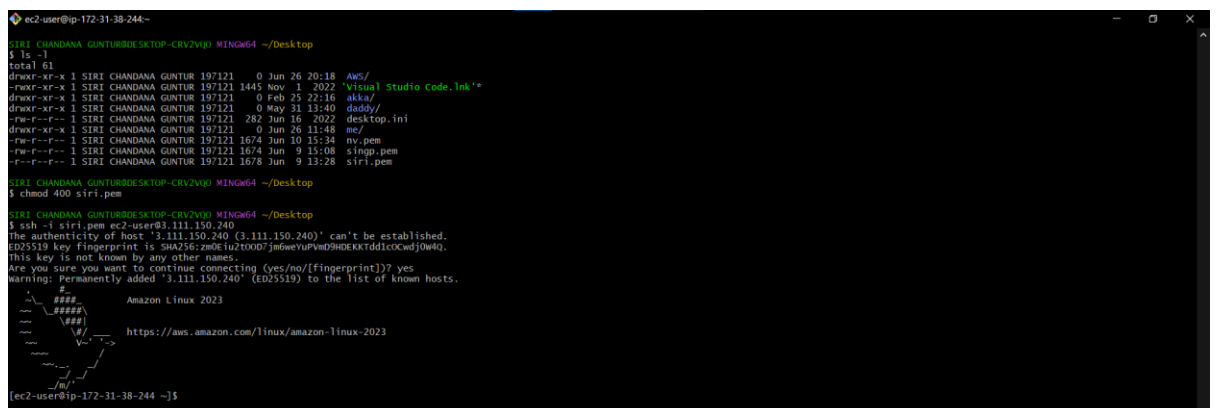 ec2-user@ip-172-31-38-244:~
SIRI CHANDANA GUNTUR@DESKTOP-CRV2VQO MINGW64 ~/Desktop
$ ls -l
total 61
drwxr-xr-x 1 SIRI CHANDANA GUNTUR 197121    0 Jun 26 20:18  AWS/
-rwxr-xr-x 1 SIRI CHANDANA GUNTUR 197121 1445 Nov  1  2022 'Visual Studio Code.lnk'*
drwxr-xr-x 1 SIRI CHANDANA GUNTUR 197121    0 Feb 25 22:16  akka/
drwxr-xr-x 1 SIRI CHANDANA GUNTUR 197121    0 May 31 13:40  daddy/
-rw-r--r-- 1 SIRI CHANDANA GUNTUR 197121  282 Jun 16  2022  desktop.ini
drwxr-xr-x 1 SIRI CHANDANA GUNTUR 197121    0 Jun 26 11:48  me/
-rw-r--r-- 1 SIRI CHANDANA GUNTUR 197121 1674 Jun 10 15:34  nv.pem
-rw-r--r-- 1 SIRI CHANDANA GUNTUR 197121 1674 Jun  9 15:08  singp.pem
-r--r--r-- 1 SIRI CHANDANA GUNTUR 197121 1678 Jun  9 13:28  siri.pem
SIRI CHANDANA GUNTUR@DESKTOP-CRV2VQO MINGW64 ~/Desktop
$ chmod 400 siri.pem
SIRI CHANDANA GUNTUR@DESKTOP-CRV2VQO MINGW64 ~/Desktop
$ ssh -i siri.pem ec2-user@3.111.150.240
The authenticity of host '3.111.150.240 (3.111.150.240)' can't be established.
ED25519 key fingerprint is SHA256:zmOEiu2tOOD7jm6weYuPVmD9HDEKKTdd1cOCwdjOW4Q.
This key is not known by any other names.
Are you sure you want to continue connecting (yes/no/[fingerprint])? yes
Warning: Permanently added '3.111.150.240' (ED25519) to the list of known hosts.
   ,     #_
   ~\_  ####_        Amazon Linux 2023
  ~~  \_#####\
  ~~     \###|
  ~~       \#/ ___   https://aws.amazon.com/linux/amazon-linux-2023
   ~~       V~' '->
    ~~~         /
      ~~._.   _/
         _/ _/
       _/m/'
[ec2-user@ip-172-31-38-244 ~]$